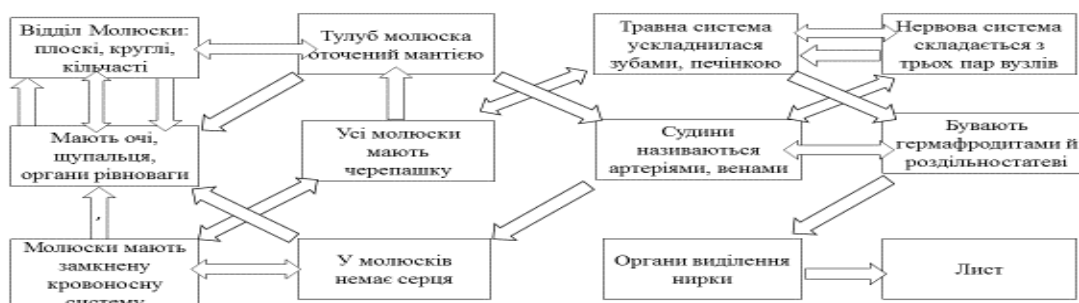 Відділ Молюски:
плоскі, круглі,
кільчасті
Тулуб молюска
оточений мантією
Травна система
ускладнилася
зубами, печінкою
Нервова система
складається з
трьох пар вузлів
Мають очі,
щупальця,
органи рівноваги
Усі молюски
мають
черепашку
Судини
називаються
артеріями, венами
Бувають
гермафродитами й
роздільностатеві
Молюски мають
замкнену
кровоносну
систему
У молюсків
немає серця
Органи виділення
нирки
Лист